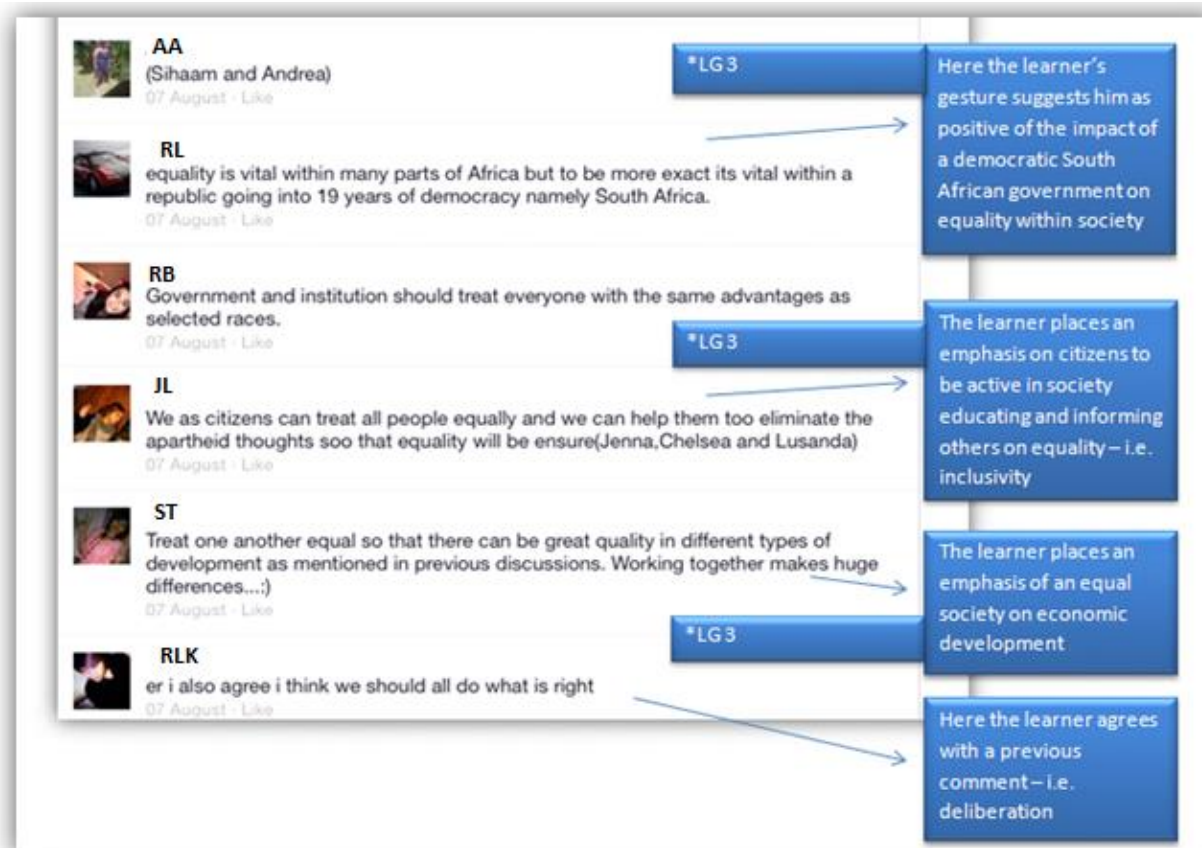 AA
(Sihaam and Andrea)
07 August · Like
RL
equality is vital within many parts of Africa but to be more exact its vital within a
republic going into 19 years of democracy namely South Africa.
07 August · Like
RB
Government and institution should treat everyone with the same advantages as
selected races.
07 August · Like
JL
We as citizens can treat all people equally and we can help them too eliminate the
apartheid thoughts soo that equality will be ensure(Jenna,Chelsea and Lusanda)
07 August · Like
ST
Treat one another equal so that there can be great quality in different types of
development as mentioned in previous discussions. Working together makes huge
differences...:)
07 August · Like
RLK
er i also agree i think we should all do what is right
07 August · Like
*LG 3
Here the learner's
gesture suggests him as
positive of the impact of
a democratic South
African government on
equality within society
*LG 3
The learner places an
emphasis on citizens to
be active in society
educating and informing
others on equality – i.e.
inclusivity
The learner places an
emphasis of an equal
society on economic
development
*LG 3
Here the learner agrees
with a previous
comment – i.e.
deliberation